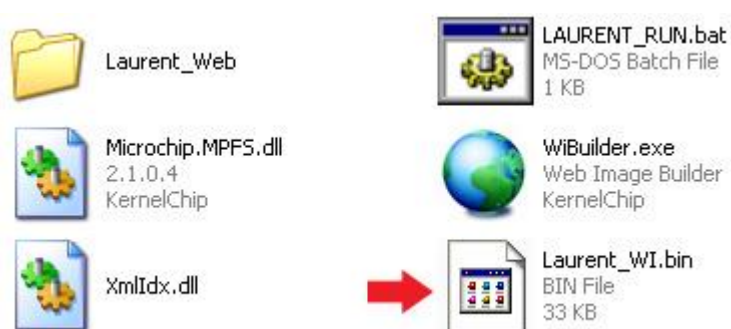 Laurent_Web
LAURENT_RUN.bat
MS-DOS Batch File
1 KB
Microchip.MPFS.dll
2.1.0.4
KernelChip
WiBuilder.exe
Web Image Builder
KernelChip
XmlIdx.dll
Laurent_WI.bin
BIN File
33 KB